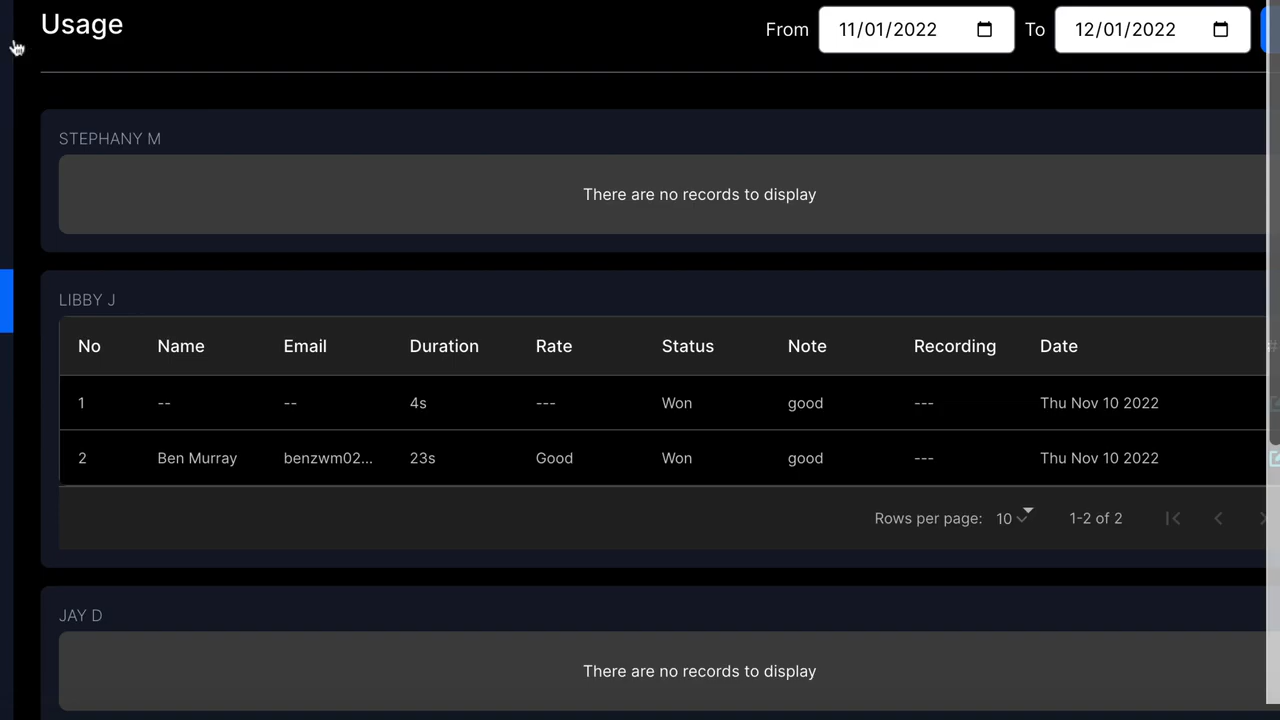 Usage
From 11/01/2022 To 12/01/2022
STEPHANY M
There are no records to display
LIBBY J
No Name Email Duration Rate Status Note Recording Date
1 -- -- 4s --- Won good --- Thu Nov 10 2022
2 Ben Murray benzwm02... 23s Good Won good --- Thu Nov 10 2022
Rows per page: 10 1-2 of 2
JAY D
There are no records to display